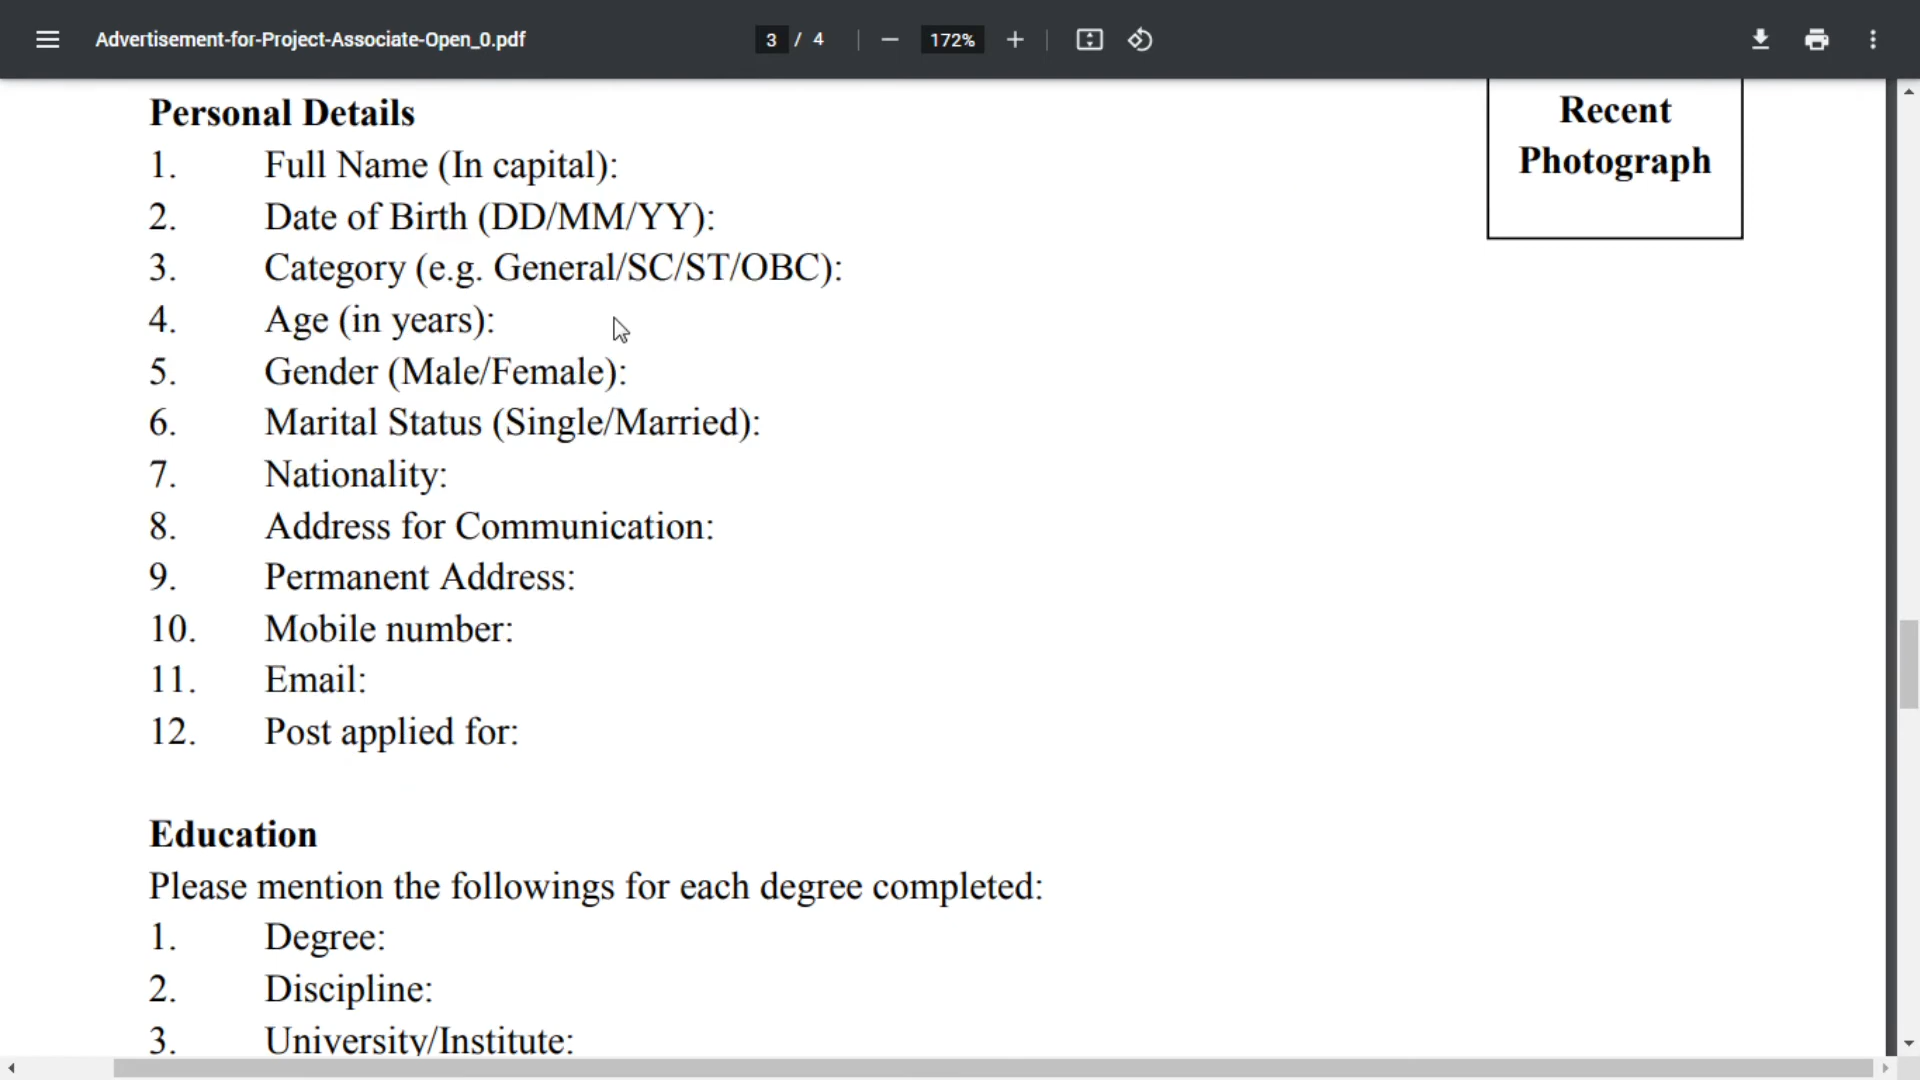 Advertisement-for-Project-Associate-Open_0.pdf
3 / 4
172%
Recent
Photograph
Personal Details
1. Full Name (In capital):
2. Date of Birth (DD/MM/YY):
3. Category (e.g. General/SC/ST/OBC):
4. Age (in years):
5. Gender (Male/Female):
6. Marital Status (Single/Married):
7. Nationality:
8. Address for Communication:
9. Permanent Address:
10. Mobile number:
11. Email:
12. Post applied for:
Education
Please mention the followings for each degree completed:
1. Degree:
2. Discipline:
3. University/Institute: